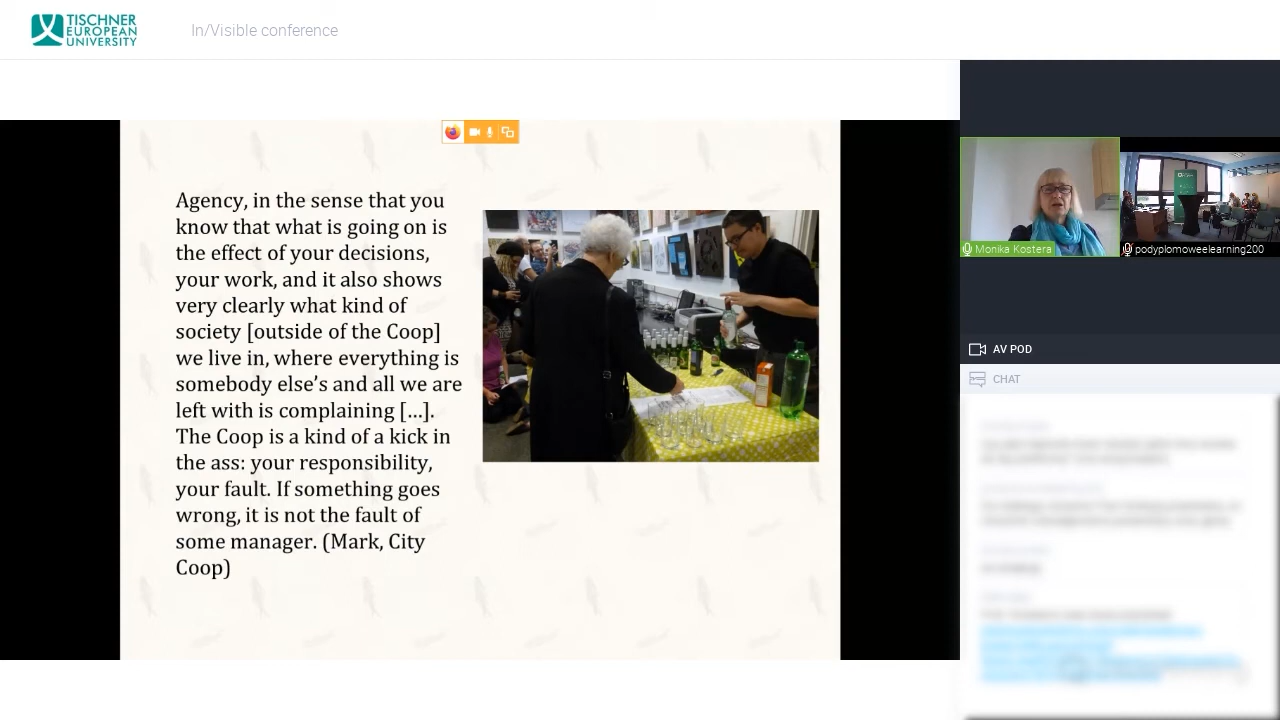 TISCHNER
EUROPEAN
UNIVERSITY
In/Visible conference
Agency, in the sense that you
know that what is going on is
the effect of your decisions,
your work, and it also shows
very clearly what kind of
society [outside of the Coop]
we live in, where everything is
somebody else’s and all we are
left with is complaining [...].
The Coop is a kind of a kick in
the ass: your responsibility,
your fault. If something goes
wrong, it is not the fault of
some manager. (Mark, City
Coop)
Monika Kostera
podyplomoweelearning200
AV POD
CHAT